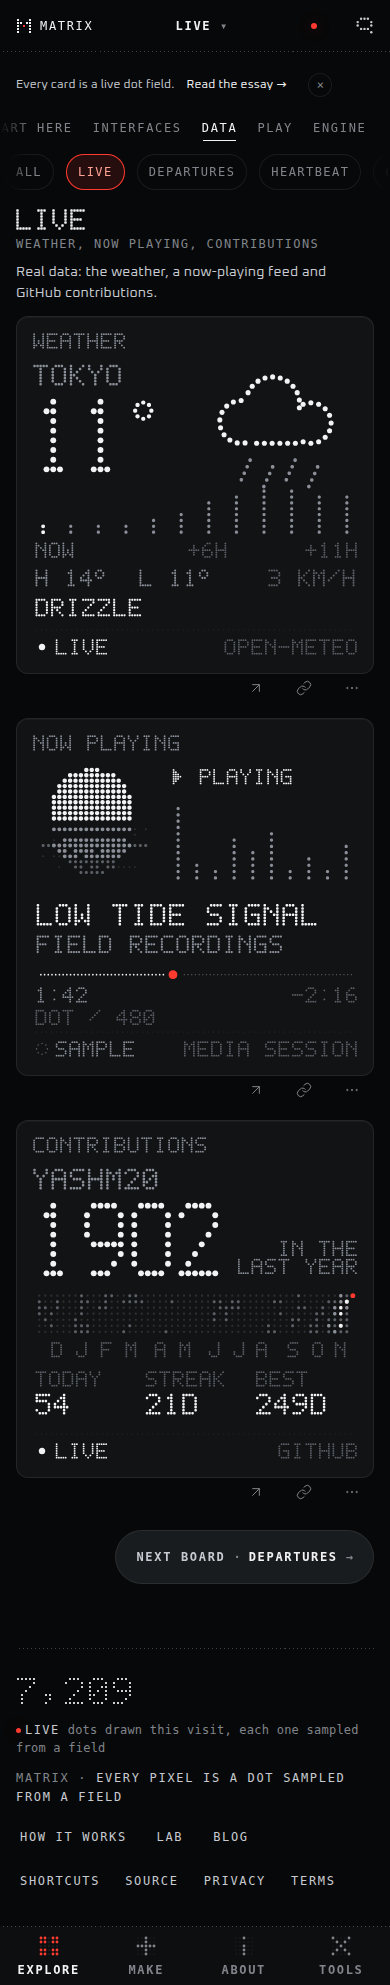 MATRIX
LIVE ▾
Every card is a live dot field. Read the essay →
×
ART HERE INTERFACES DATA PLAY ENGINE
ALL LIVE DEPARTURES HEARTBEAT
LIVE
WEATHER, NOW PLAYING, CONTRIBUTIONS
Real data: the weather, a now-playing feed and
GitHub contributions.
WEATHER
TOKYO
11°
NOW +6H +11H
H 14° L 11° 3 KM/H
DRIZZLE
LIVE OPEN-METEO
NOW PLAYING
PLAYING
LOW TIDE SIGNAL
FIELD RECORDINGS
1:42 -2:16
DOT / 480
SAMPLE MEDIA SESSION
CONTRIBUTIONS
YASHM20
1902 IN THE
LAST YEAR
D J F M A M J J A S O N
TODAY STREAK BEST
54 21D 249D
LIVE GITHUB
NEXT BOARD · DEPARTURES →
7,209
LIVE dots drawn this visit, each one sampled
from a field
MATRIX · EVERY PIXEL IS A DOT SAMPLED
FROM A FIELD
HOW IT WORKS LAB BLOG
SHORTCUTS SOURCE PRIVACY TERMS
EXPLORE MAKE ABOUT TOOLS